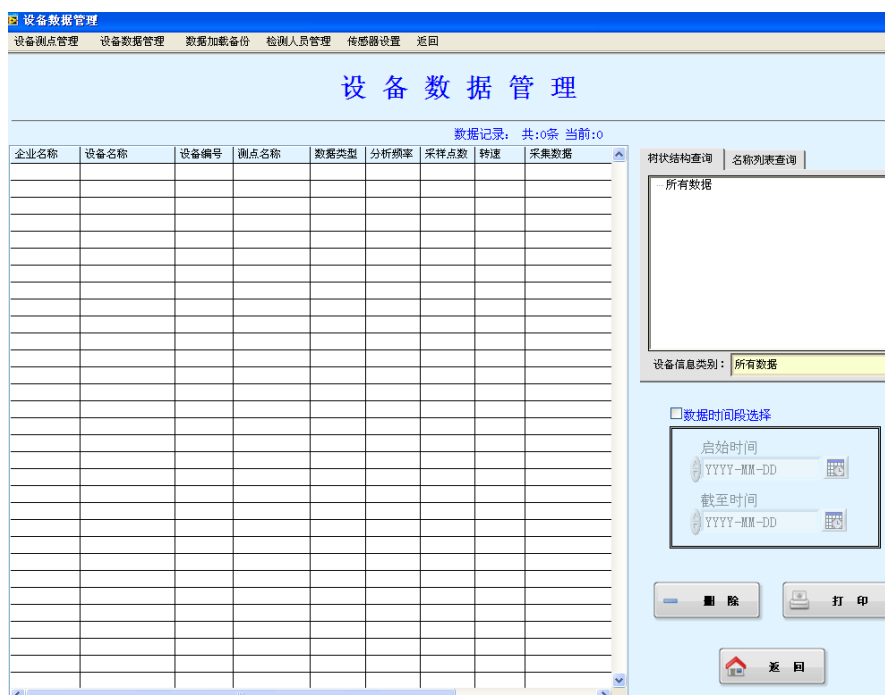 设备数据管理
设备测点管理 设备数据管理 数据加载备份 检测人员管理 传感器设置 返回
设备数据管理
数据记录: 共:0条 当前:0
企业名称 设备名称 设备编号 测点名称 数据类型 分析频率 采样点数 转速 采集数据
树状结构查询 名称列表查询
所有数据
设备信息类别: 所有数据
数据时间段选择
启始时间
YYYY-MM-DD
截至时间
YYYY-MM-DD
删除 打印
返回